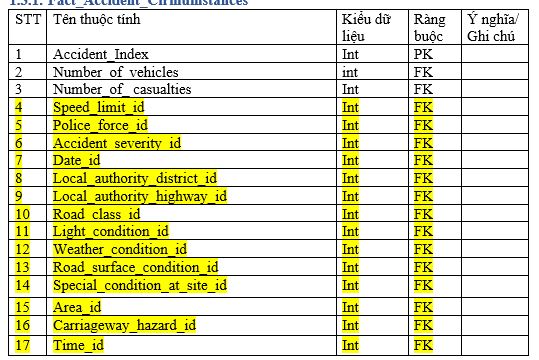 1.3.1. Fact_Accident_Cirmumstances
STT Tên thuộc tính Kiểu dữ liệu Ràng buộc Ý nghĩa/ Ghi chú
1 Accident_Index Int PK
2 Number_of_vehicles int FK
3 Number_of_ casualties Int FK
4 Speed_limit_id Int FK
5 Police_force_id Int FK
6 Accident_severity_id Int FK
7 Date_id Int FK
8 Local_authority_district_id Int FK
9 Local_authority_highway_id Int FK
10 Road_class_id Int FK
11 Light_condition_id Int FK
12 Weather_condition_id Int FK
13 Road_surface_condition_id Int FK
14 Special_condition_at_site_id Int FK
15 Area_id Int FK
16 Carriageway_hazard_id Int FK
17 Time_id Int FK